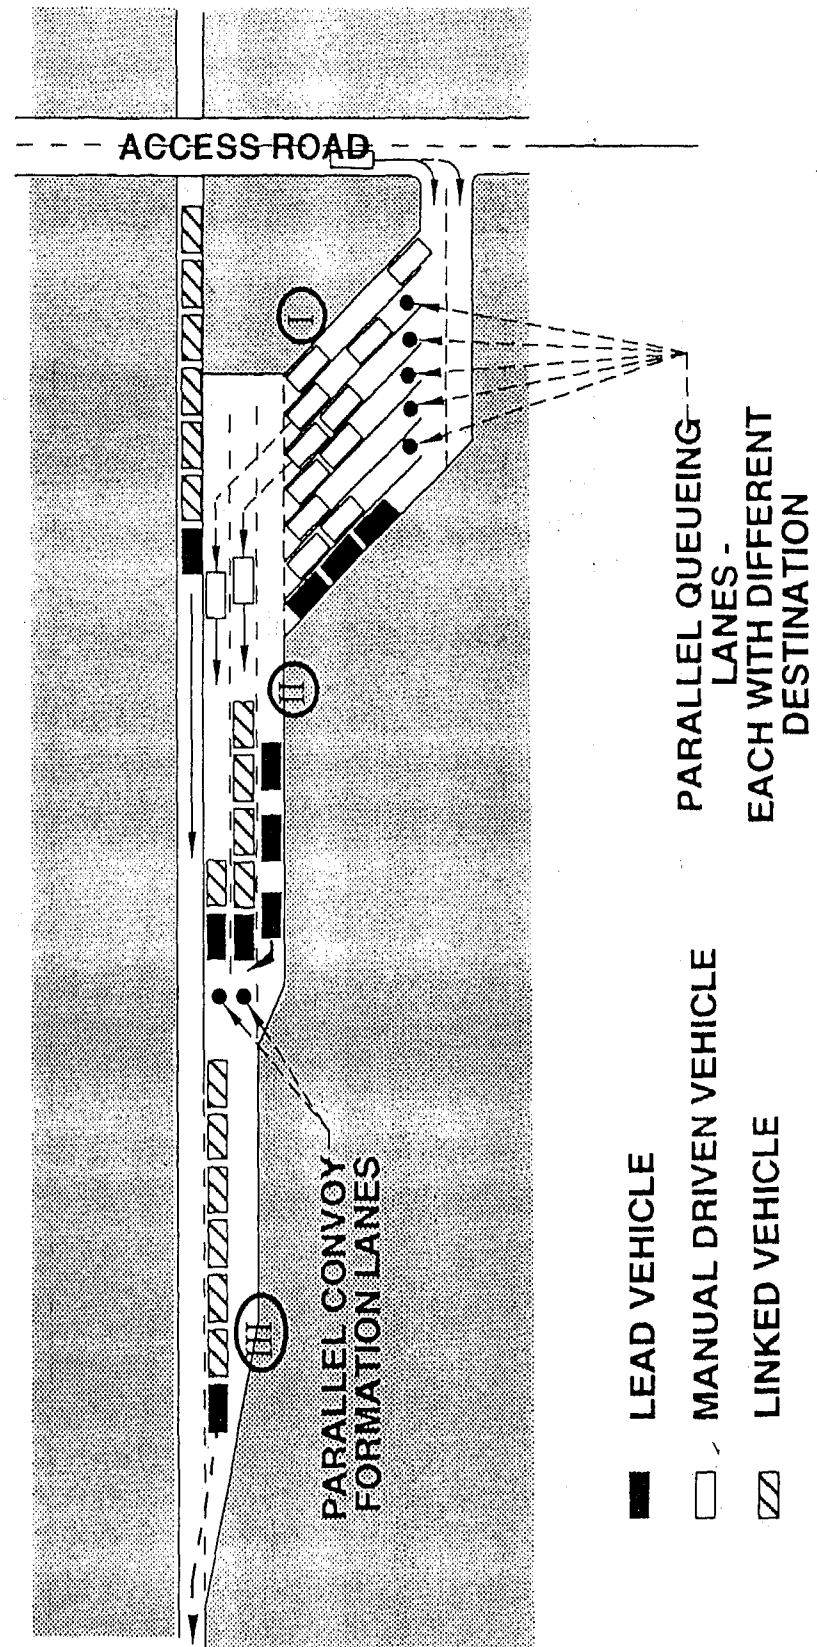 ACCESS ROAD
I
II
III
PARALLEL QUEUEING
LANES -
EACH WITH DIFFERENT
DESTINATION
PARALLEL CONVOY
FORMATION LANES
LEAD VEHICLE
MANUAL DRIVEN VEHICLE
LINKED VEHICLE